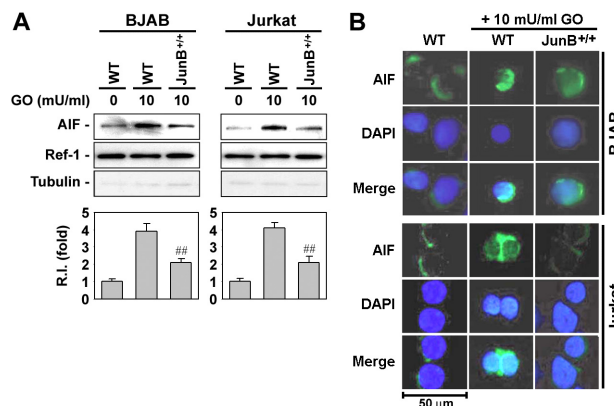 A
BJAB
Jurkat
WT
WT
JunB+/+
WT
WT
JunB+/+
GO (mU/ml)
0
10
10
0
10
10
AIF -
Ref-1 -
Tubulin -
R.I. (fold)
5
4
3
2
1
0
##
5
4
3
2
1
0
##
B
+ 10 mU/ml GO
WT
WT
JunB+/+
AIF
DAPI
Merge
BJAB
AIF
DAPI
Merge
Jurkat
50 μm